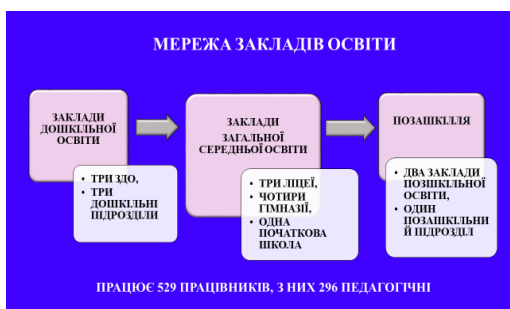 МЕРЕЖА ЗАКЛАДІВ ОСВІТИ
ЗАКЛАДИ
ДОШКІЛЬНОЇ
ОСВІТИ
• ТРИ ЗДО,
• ТРИ
ДОШКІЛЬНІ
ПІДРОЗДІЛИ
ЗАКЛАДИ
ЗАГАЛЬНОЇ
СЕРЕДНЬОЇ ОСВІТИ
• ТРИ ЛІЦЕЇ,
• ЧОТИРИ
ГІМНАЗІЇ,
• ОДНА
ПОЧАТКОВА
ШКОЛА
ПОЗАШКІЛЛЯ
• ДВА ЗАКЛАДИ
ПОЗШКІЛЬНОЇ
ОСВІТИ,
• ОДИН
ПОЗАШКІЛЬНИ
Й ПІДРОЗДІЛ
ПРАЦЮЄ 529 ПРАЦІВНИКІВ, З НИХ 296 ПЕДАГОГІЧНІ